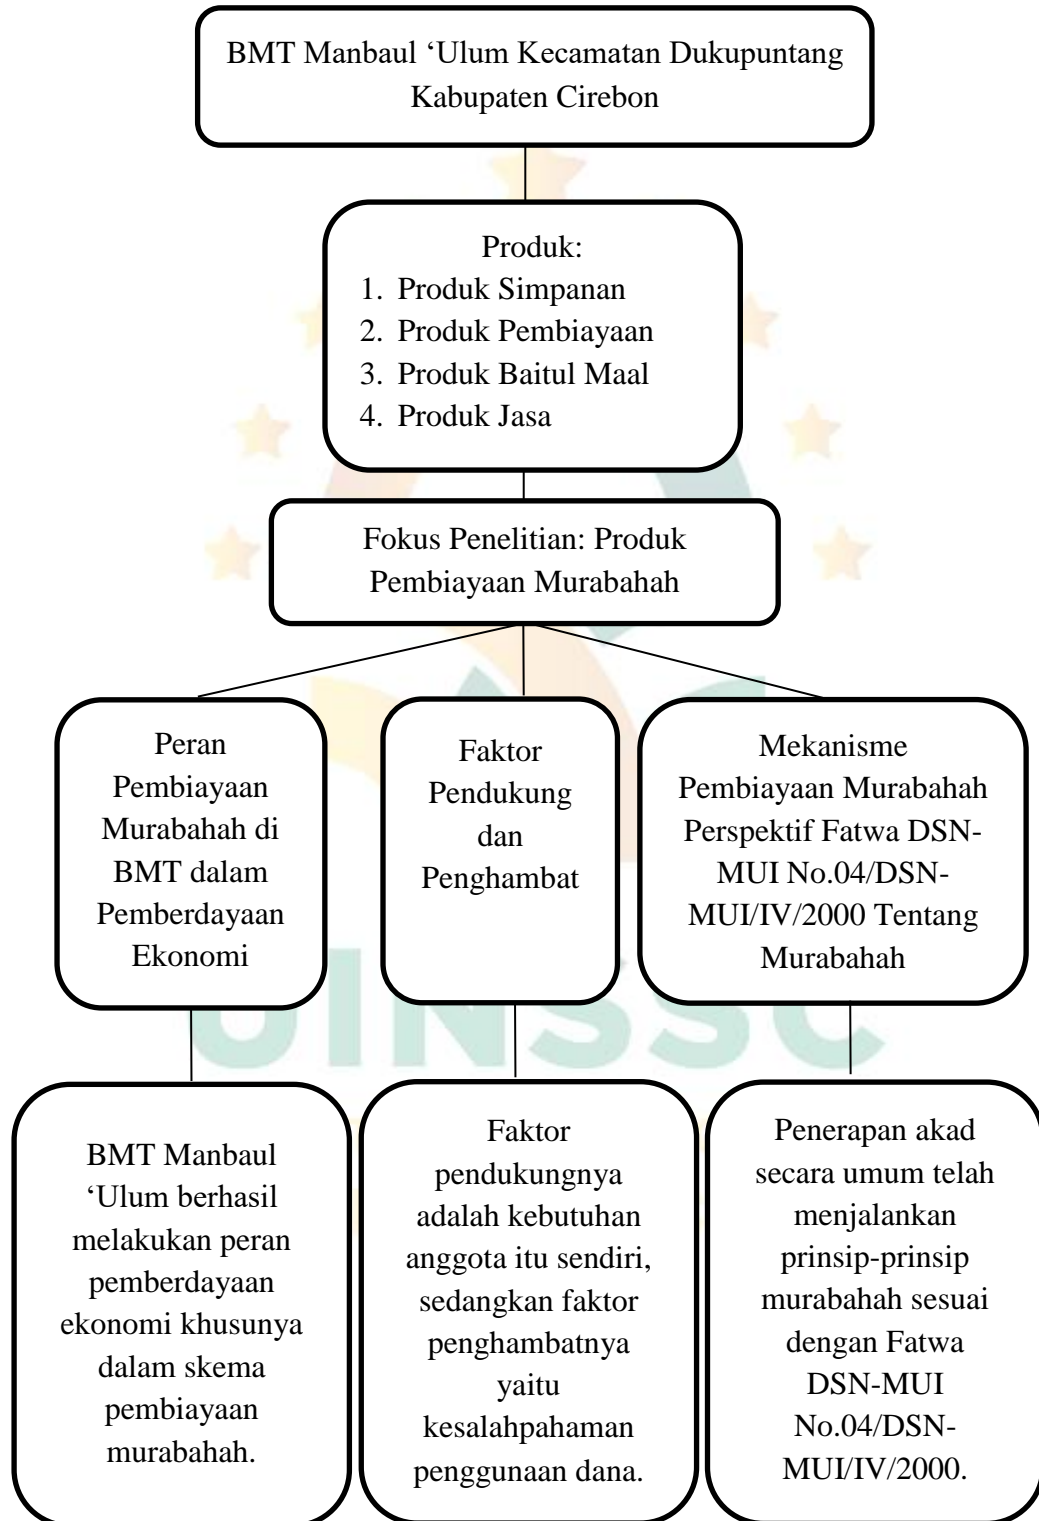 BMT Manbaul ‘Ulum Kecamatan Dukupuntang
Kabupaten Cirebon
Produk:
1. Produk Simpanan
2. Produk Pembiayaan
3. Produk Baitul Maal
4. Produk Jasa
Fokus Penelitian: Produk
Pembiayaan Murabahah
Peran
Pembiayaan
Murabahah di
BMT dalam
Pemberdayaan
Ekonomi
Faktor
Pendukung
dan
Penghambat
Mekanisme
Pembiayaan Murabahah
Perspektif Fatwa DSN-
MUI No.04/DSN-
MUI/IV/2000 Tentang
Murabahah
UINSSC
BMT Manbaul
‘Ulum berhasil
melakukan peran
pemberdayaan
ekonomi khusunya
dalam skema
pembiayaan
murabahah.
Faktor
pendukungnya
adalah kebutuhan
anggota itu sendiri,
sedangkan faktor
penghambatnya
yaitu
kesalahpahaman
penggunaan dana.
Penerapan akad
secara umum telah
menjalankan
prinsip-prinsip
murabahah sesuai
dengan Fatwa
DSN-MUI
No.04/DSN-
MUI/IV/2000.